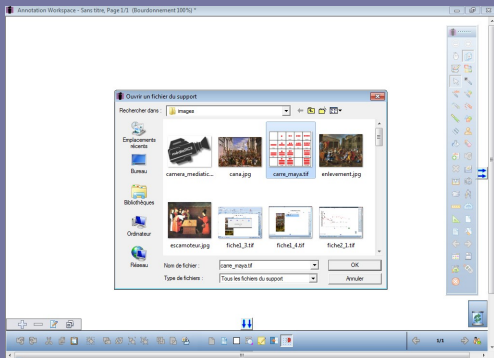 Annotation Workspace - Sans titre, Page 1/1 (Bourdonnement 100%) *
Ouvrir un fichier du support
Rechercher dans :
images
Emplacements
récents
Bureau
Bibliothèques
Ordinateur
Réseau
camera_mediatic...
cana.jpg
carre_maya.tif
enlevement.jpg
escamoteur.jpg
fiche1_3.tif
fiche1_4.tif
fiche2_1.tif
Nom de fichier :
carre_maya.tif
OK
Type de fichiers :
Tous les fichiers du support
Annuler
1/1